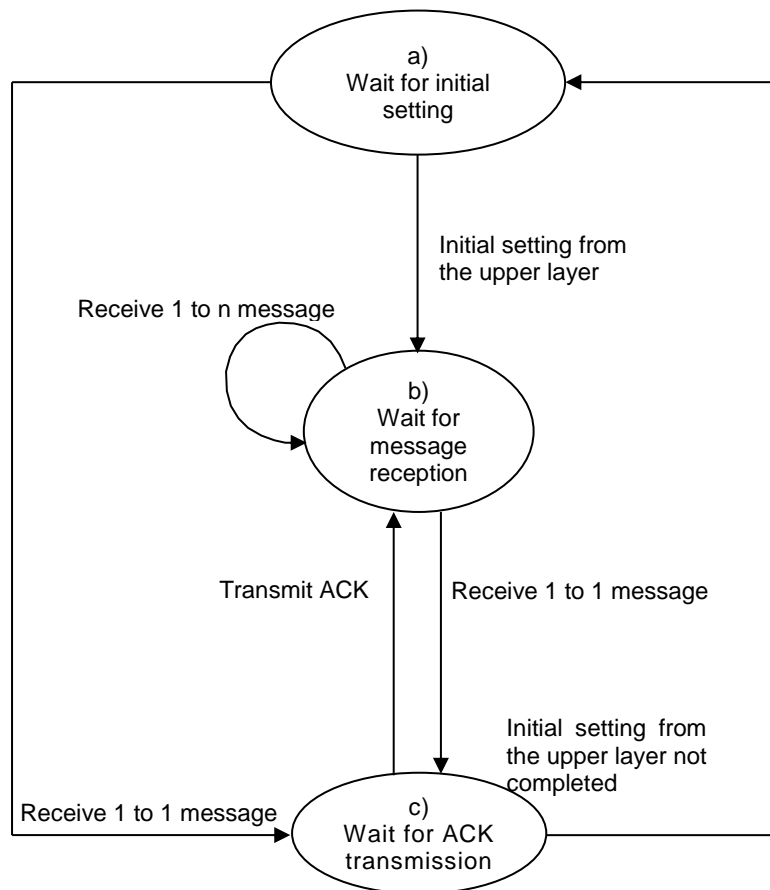 a)
Wait for initial
setting
Initial setting from
the upper layer
Receive 1 to n message
b)
Wait for
message
reception
Transmit ACK
Receive 1 to 1 message
Initial setting from
the upper layer not
completed
Receive 1 to 1 message
c)
Wait for ACK
transmission